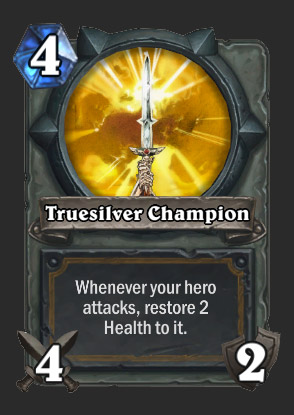 4
Truesilver Champion
Whenever your hero
attacks, restore 2
Health to it.
4
2